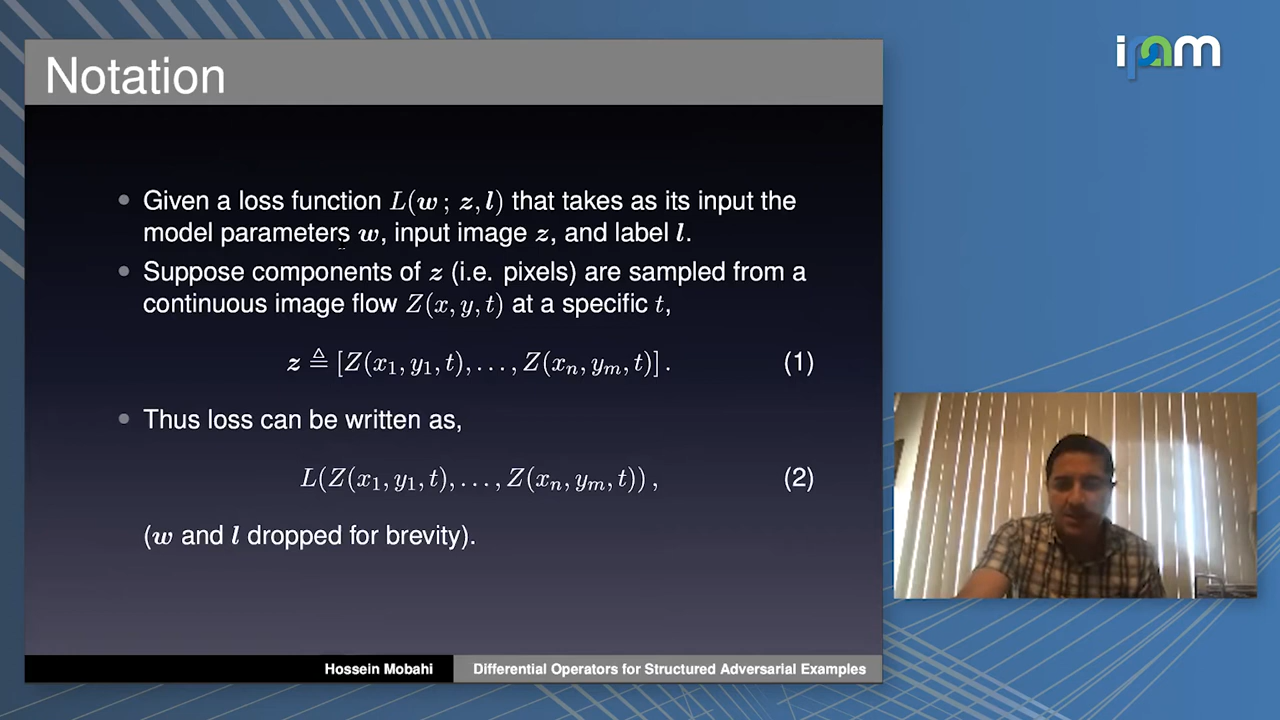 Notation
ipam
Given a loss function L(w ; z, l) that takes as its input the
model parameters w, input image z, and label l.
Suppose components of z (i.e. pixels) are sampled from a
continuous image flow Z(x, y, t) at a specific t,
z ≜ [Z(x₁, y₁, t), . . . , Z(xₙ, yₘ, t)] . (1)
Thus loss can be written as,
L(Z(x₁, y₁, t), . . . , Z(xₙ, yₘ, t)) , (2)
(w and l dropped for brevity).
Hossein Mobahi Differential Operators for Structured Adversarial Examples